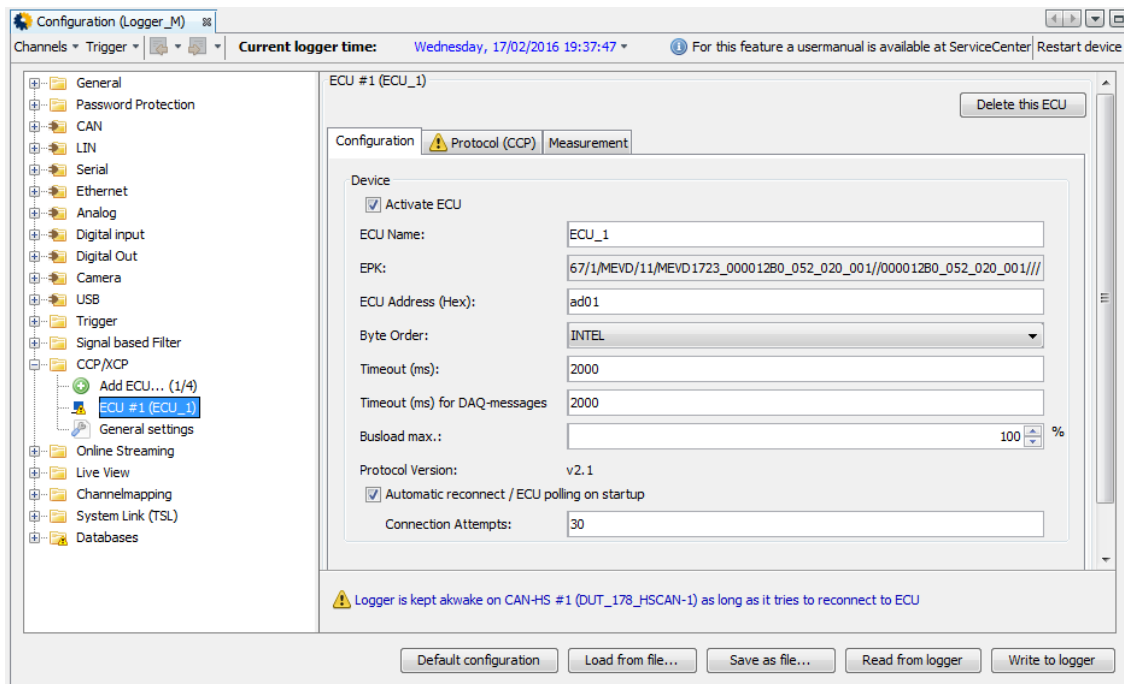 Configuration (Logger_M)
Channels Trigger Current logger time: Wednesday, 17/02/2016 19:37:47 For this feature a usermanual is available at ServiceCenter Restart device
General
Password Protection
CAN
LIN
Serial
Ethernet
Analog
Digital input
Digital Out
Camera
USB
Trigger
Signal based Filter
CCP/XCP
Add ECU... (1/4)
ECU #1 (ECU_1)
General settings
Online Streaming
Live View
Channelmapping
System Link (TSL)
Databases
ECU #1 (ECU_1)
Delete this ECU
Configuration Protocol (CCP) Measurement
Device
Activate ECU
ECU Name: ECU_1
EPK: 67/1/MEVD/11/MEVD1723_000012B0_052_020_001//000012B0_052_020_001///
ECU Address (Hex): ad01
Byte Order: INTEL
Timeout (ms): 2000
Timeout (ms) for DAQ-messages 2000
Busload max.: 100 %
Protocol Version: v2.1
Automatic reconnect / ECU polling on startup
Connection Attempts: 30
Logger is kept akwake on CAN-HS #1 (DUT_178_HSCAN-1) as long as it tries to reconnect to ECU
Default configuration Load from file... Save as file... Read from logger Write to logger